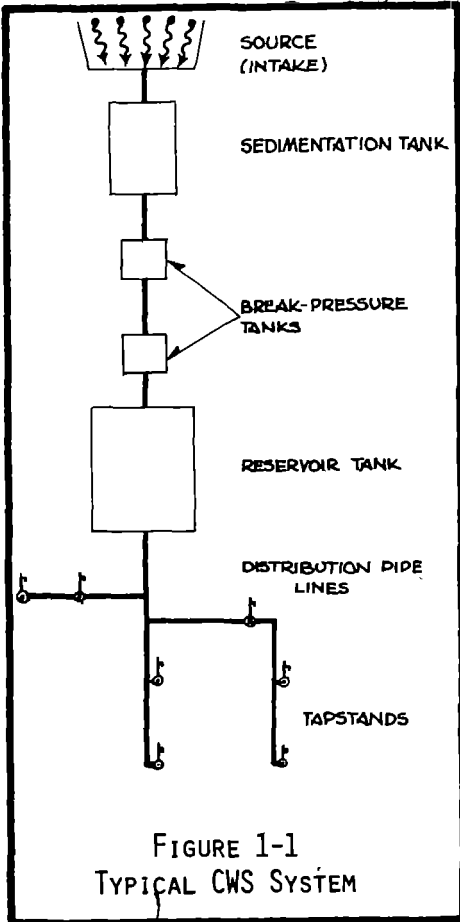 SOURCE
(INTAKE)
SEDIMENTATION TANK
BREAK-PRESSURE
TANKS
RESERVOIR TANK
DISTRIBUTION PIPE
LINES
TAPSTANDS
FIGURE 1-1
TYPICAL CWS SYSTEM